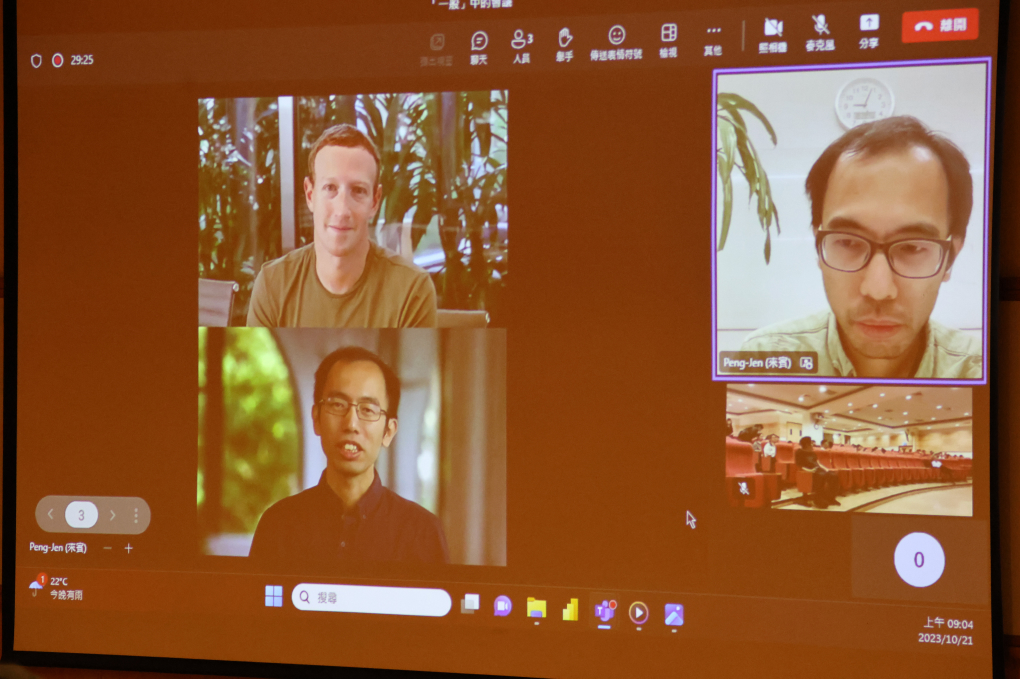 「一般」中的會議
29:25
聊天
3
人員
舉手
傳送表情符號
檢視
其他
照相機
麥克風
分享
離開
Peng-Jen (來賓)
3
Peng-Jen (來賓)
0
1
22°C
今晚有雨
搜尋
上午 09:04
2023/10/21